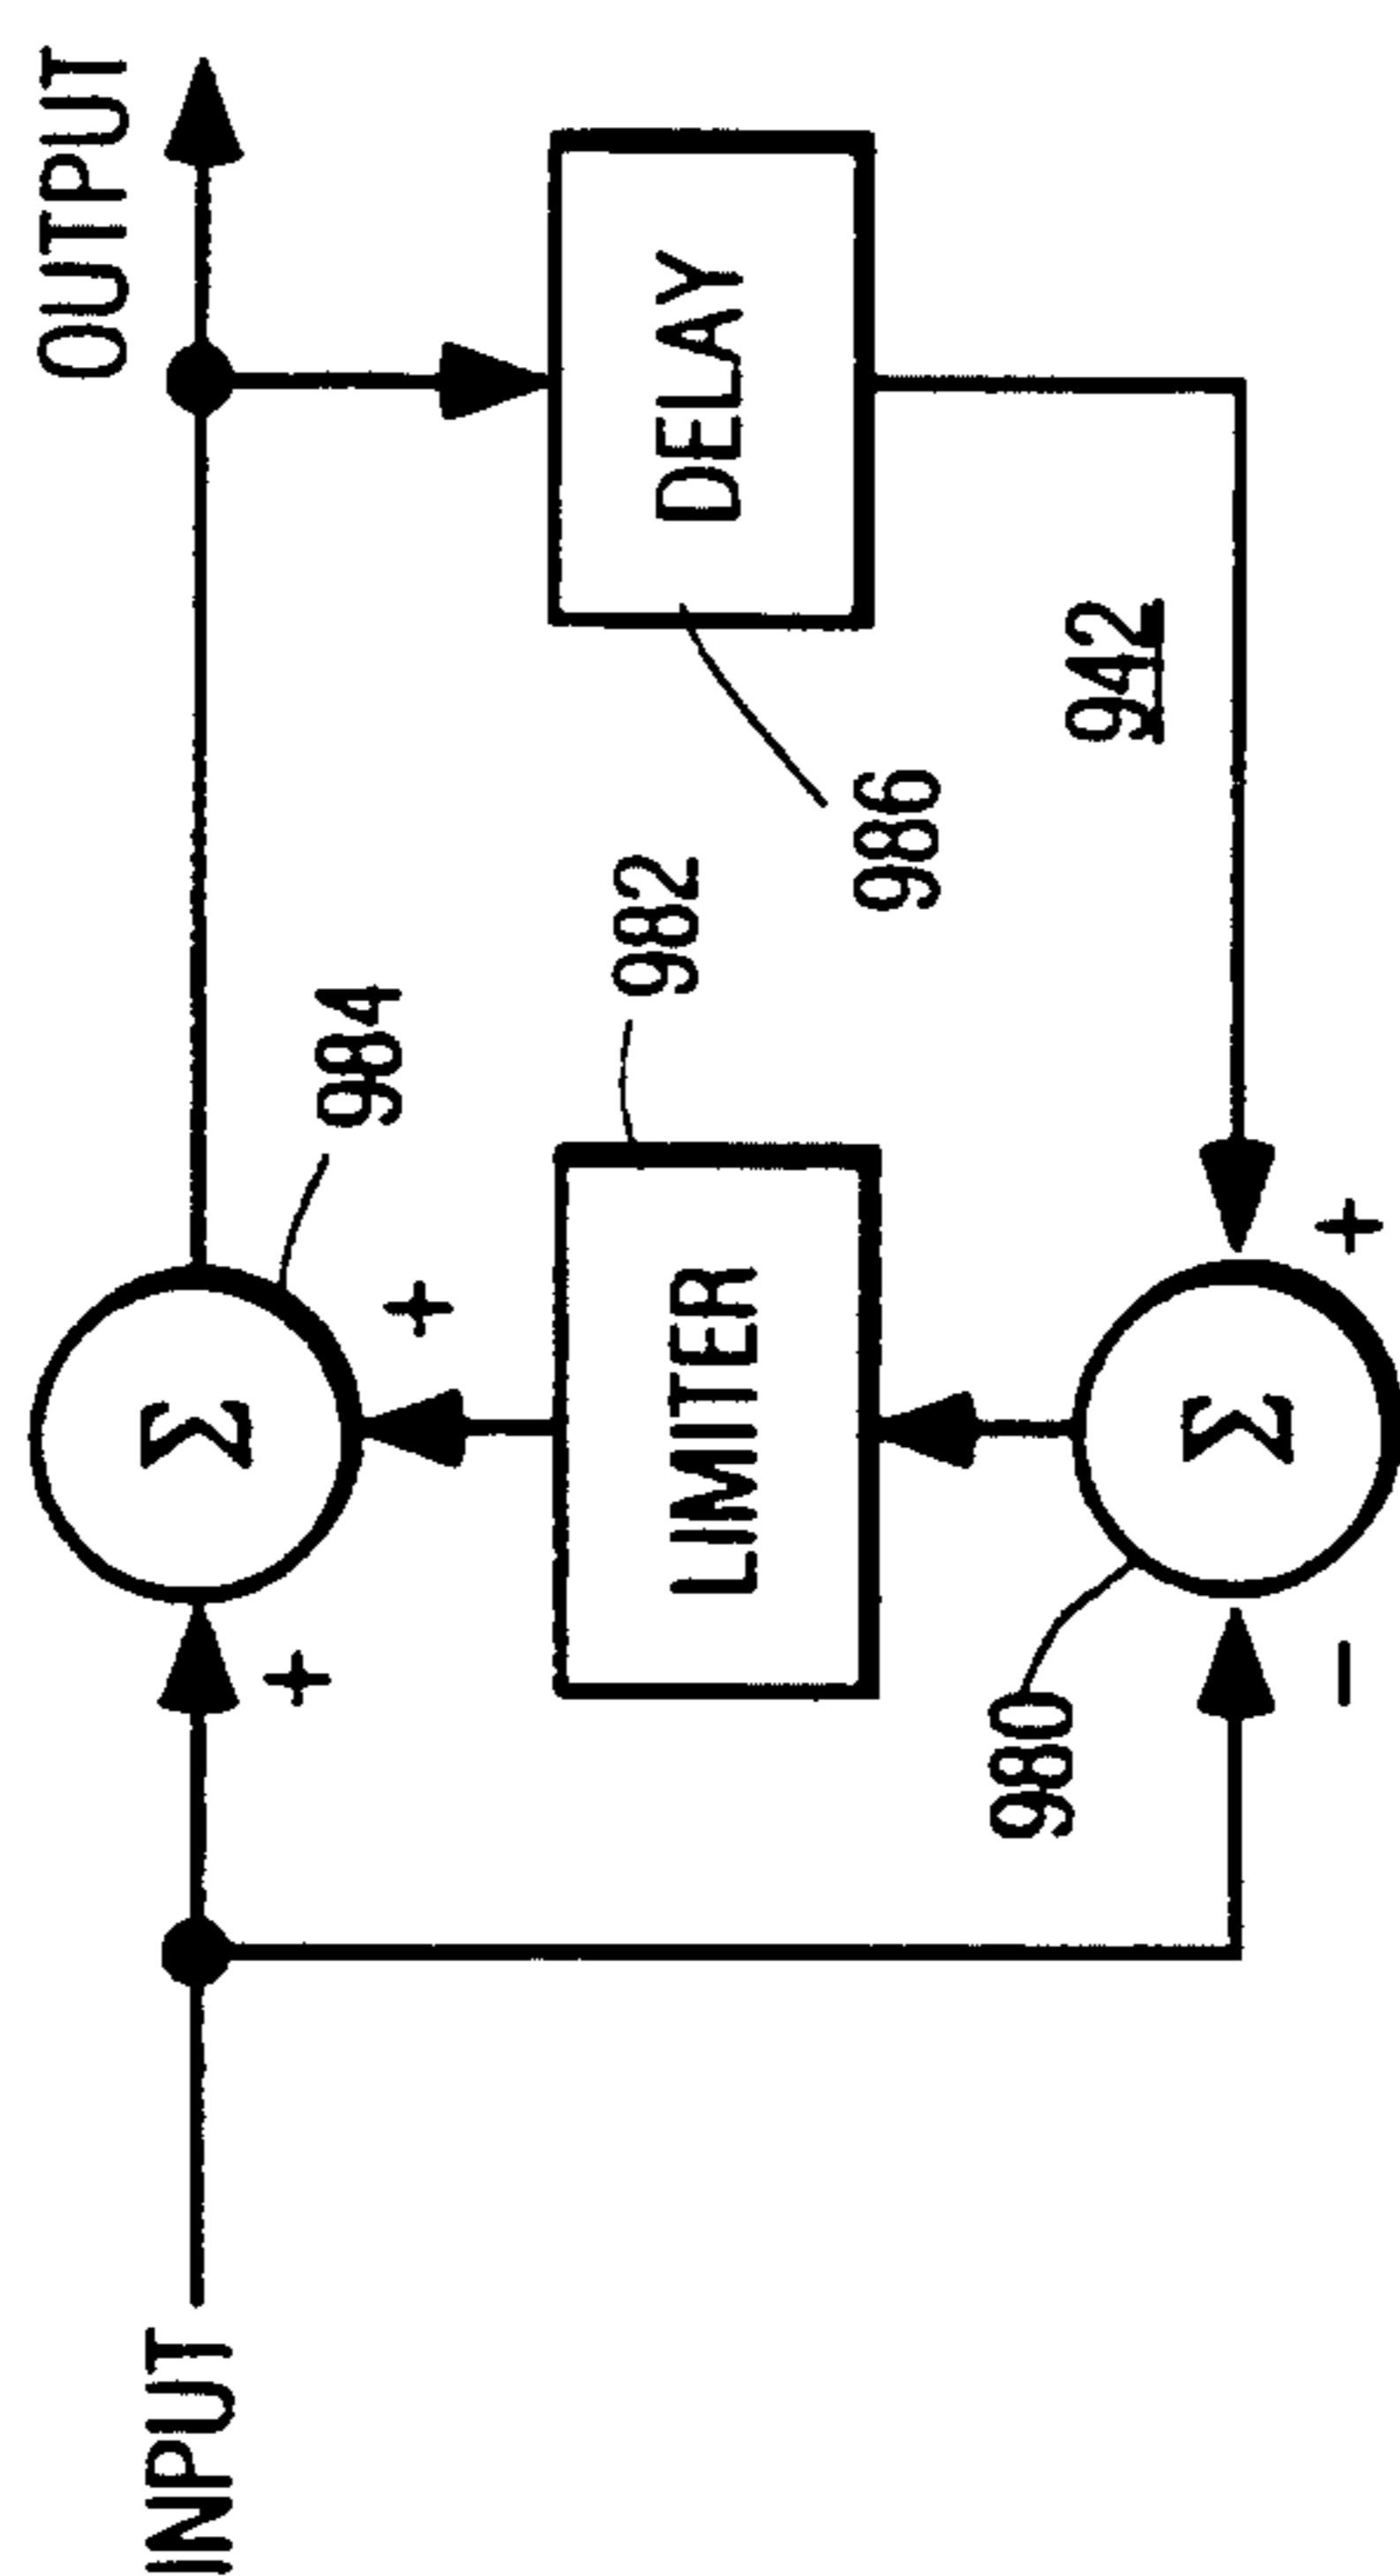 INPUT
OUTPUT
+
Σ
984
+
LIMITER
982
DELAY
986
942
980
−
Σ
+